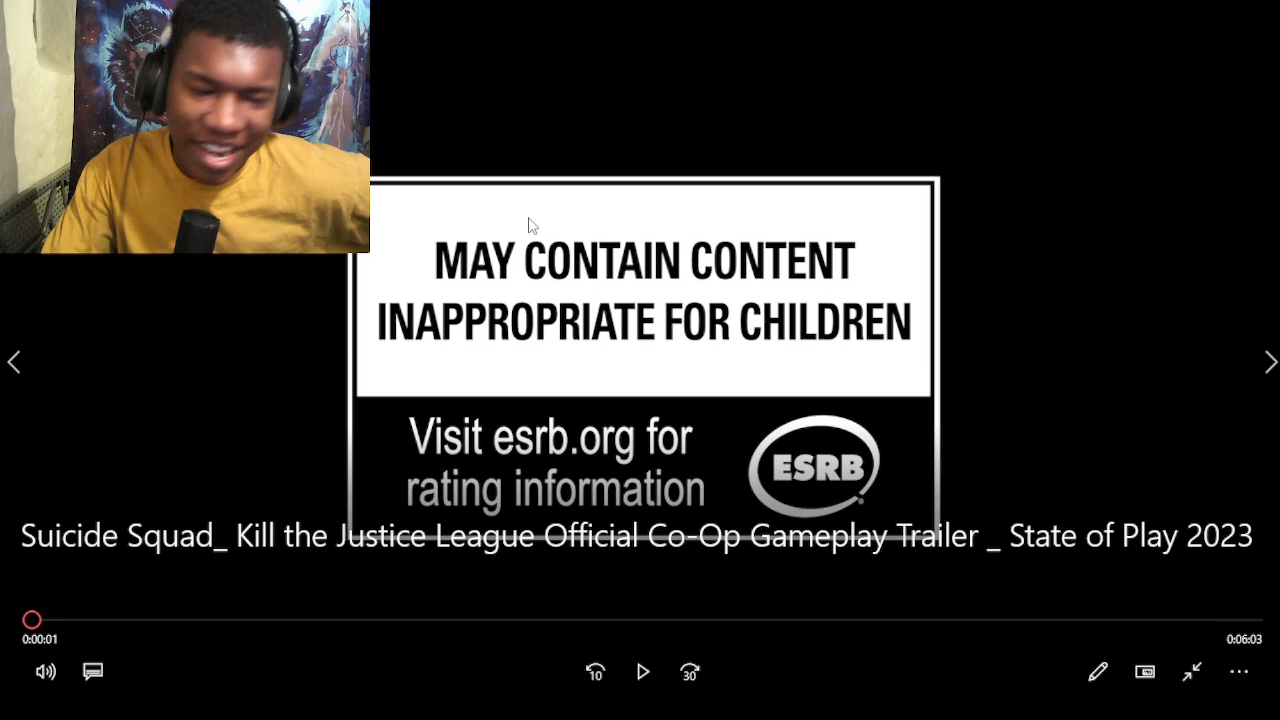 MAY CONTAIN CONTENT
INAPPROPRIATE FOR CHILDREN
Visit esrb.org for
rating information
ESRB
Suicide Squad_ Kill the Justice League Official Co-Op Gameplay Trailer _ State of Play 2023
0:00:01
0:06:03
10
30